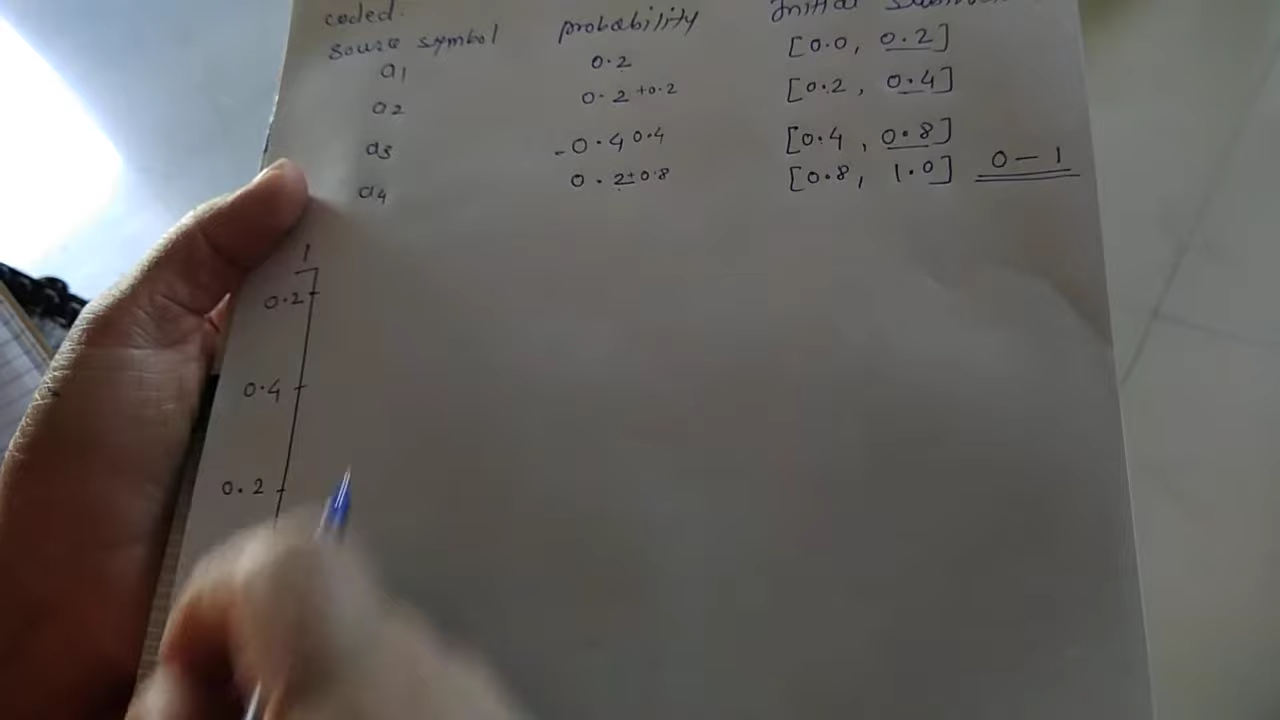 coded.
source symbol probability Initial
a1 0.2 [0.0, 0.2]
a2 0.2 +0.2 [0.2, 0.4]
a3 -0.4 0.4 [0.4, 0.8]
a4 0.2+0.8 [0.8, 1.0] 0-1
1
0.2
0.4
0.2